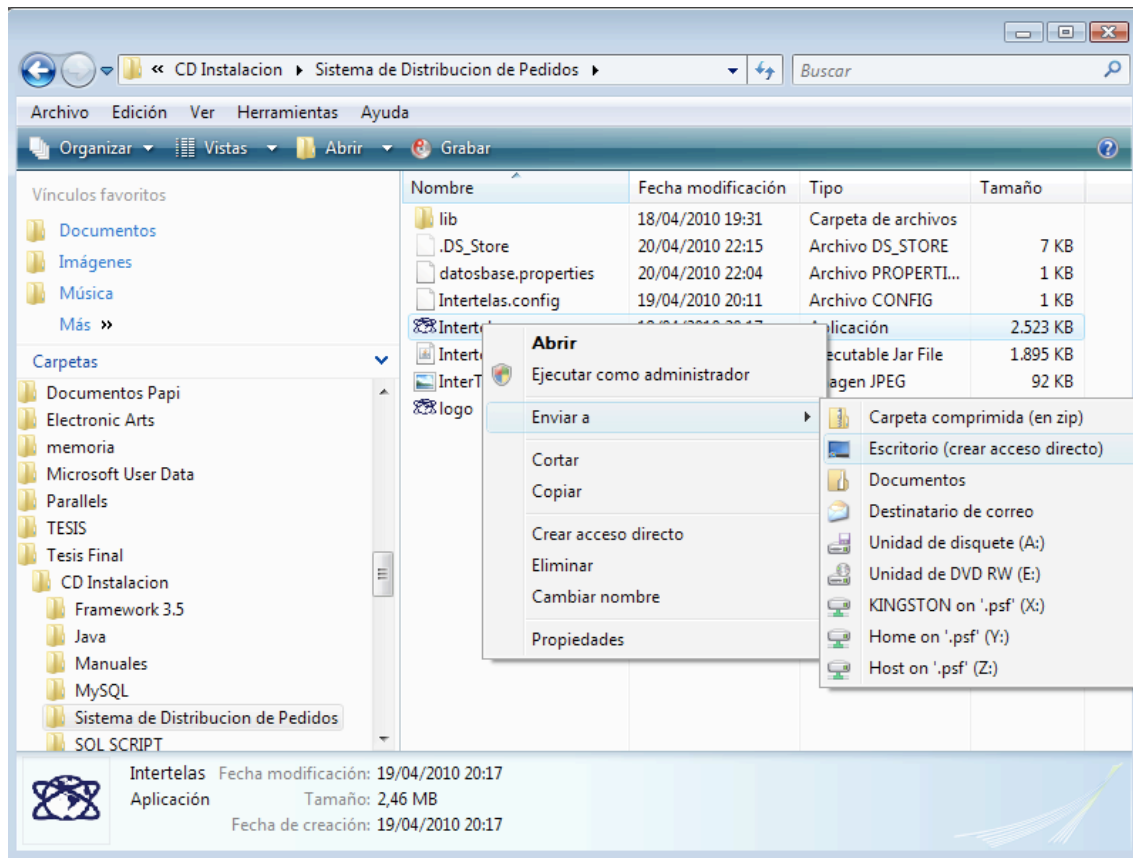 « CD Instalacion Sistema de Distribucion de Pedidos
Buscar
Archivo Edición Ver Herramientas Ayuda
Organizar Vistas Abrir Grabar
Vínculos favoritos
Documentos
Imágenes
Música
Más »
Carpetas
Documentos Papi
Electronic Arts
memoria
Microsoft User Data
Parallels
TESIS
Tesis Final
CD Instalacion
Framework 3.5
Java
Manuales
MySQL
Sistema de Distribucion de Pedidos
SQL SCRIPT
Nombre Fecha modificación Tipo Tamaño
lib 18/04/2010 19:31 Carpeta de archivos
.DS_Store 20/04/2010 22:15 Archivo DS_STORE 7 KB
datosbase.properties 20/04/2010 22:04 Archivo PROPERTI... 1 KB
Intertelas.config 19/04/2010 20:11 Archivo CONFIG 1 KB
2.523 KB
Executable Jar File 1.895 KB
JPEG 92 KB
logo
Abrir
Ejecutar como administrador
Enviar a
Cortar
Copiar
Crear acceso directo
Eliminar
Cambiar nombre
Propiedades
Carpeta comprimida (en zip)
Escritorio (crear acceso directo)
Documentos
Destinatario de correo
Unidad de disquete (A:)
Unidad de DVD RW (E:)
KINGSTON on '.psf' (X:)
Home on '.psf' (Y:)
Host on '.psf' (Z:)
Intertelas Fecha modificación: 19/04/2010 20:17
Aplicación Tamaño: 2,46 MB
Fecha de creación: 19/04/2010 20:17